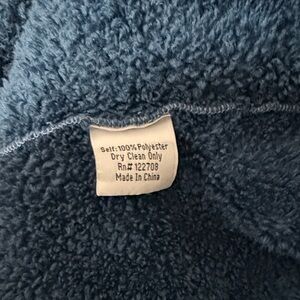 Self: 100% Polyester
Dry Clean Only
Rn# 122708
Made In China